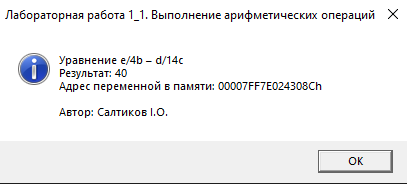 Лабораторная работа 1_1. Выполнение арифметических операций
Уравнение e/4b – d/14c
Результат: 40
Адрес переменной в памяти: 00007FF7E024308Ch
Автор: Салтиков І.О.
OK